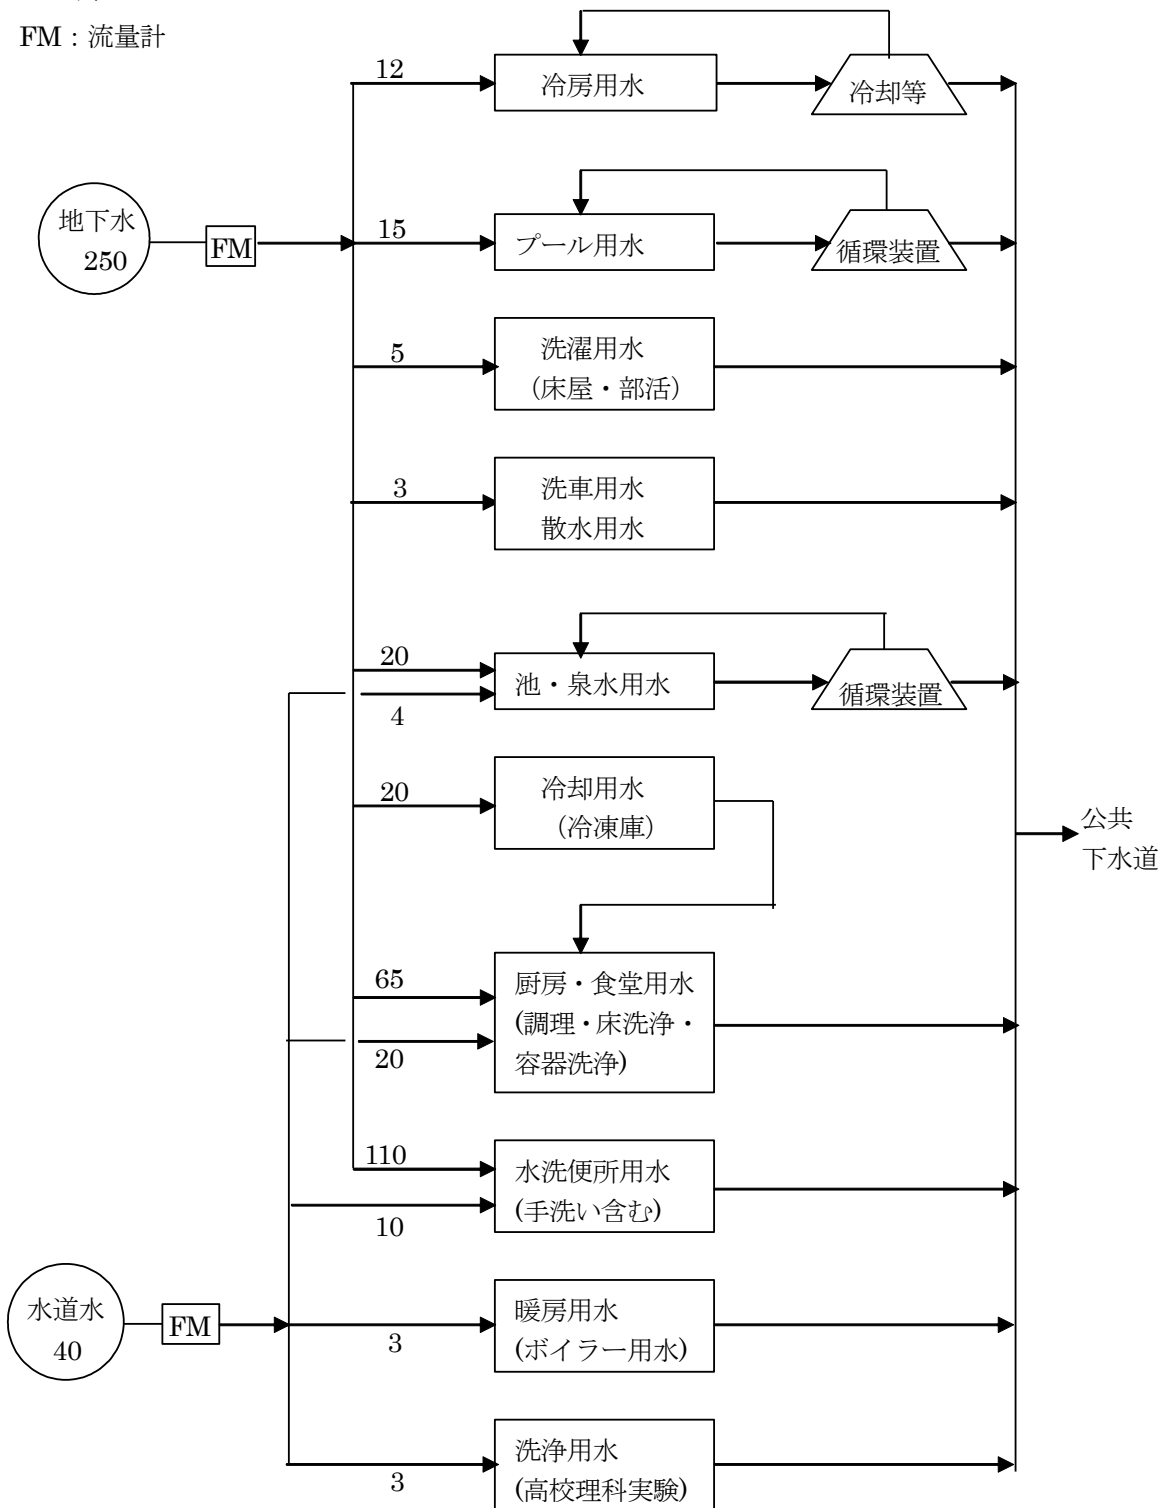 FM：流量計
12
冷房用水
冷却等
地下水
250
FM
15
プール用水
循環装置
5
洗濯用水
（床屋・部活）
3
洗車用水
散水用水
20
池・泉水用水
循環装置
4
20
冷却用水
（冷凍庫）
公共
下水道
65
厨房・食堂用水
(調理・床洗浄・
容器洗浄)
20
110
水洗便所用水
(手洗い含む)
10
水道水
40
FM
暖房用水
(ボイラー用水)
3
洗浄用水
(高校理科実験)
3